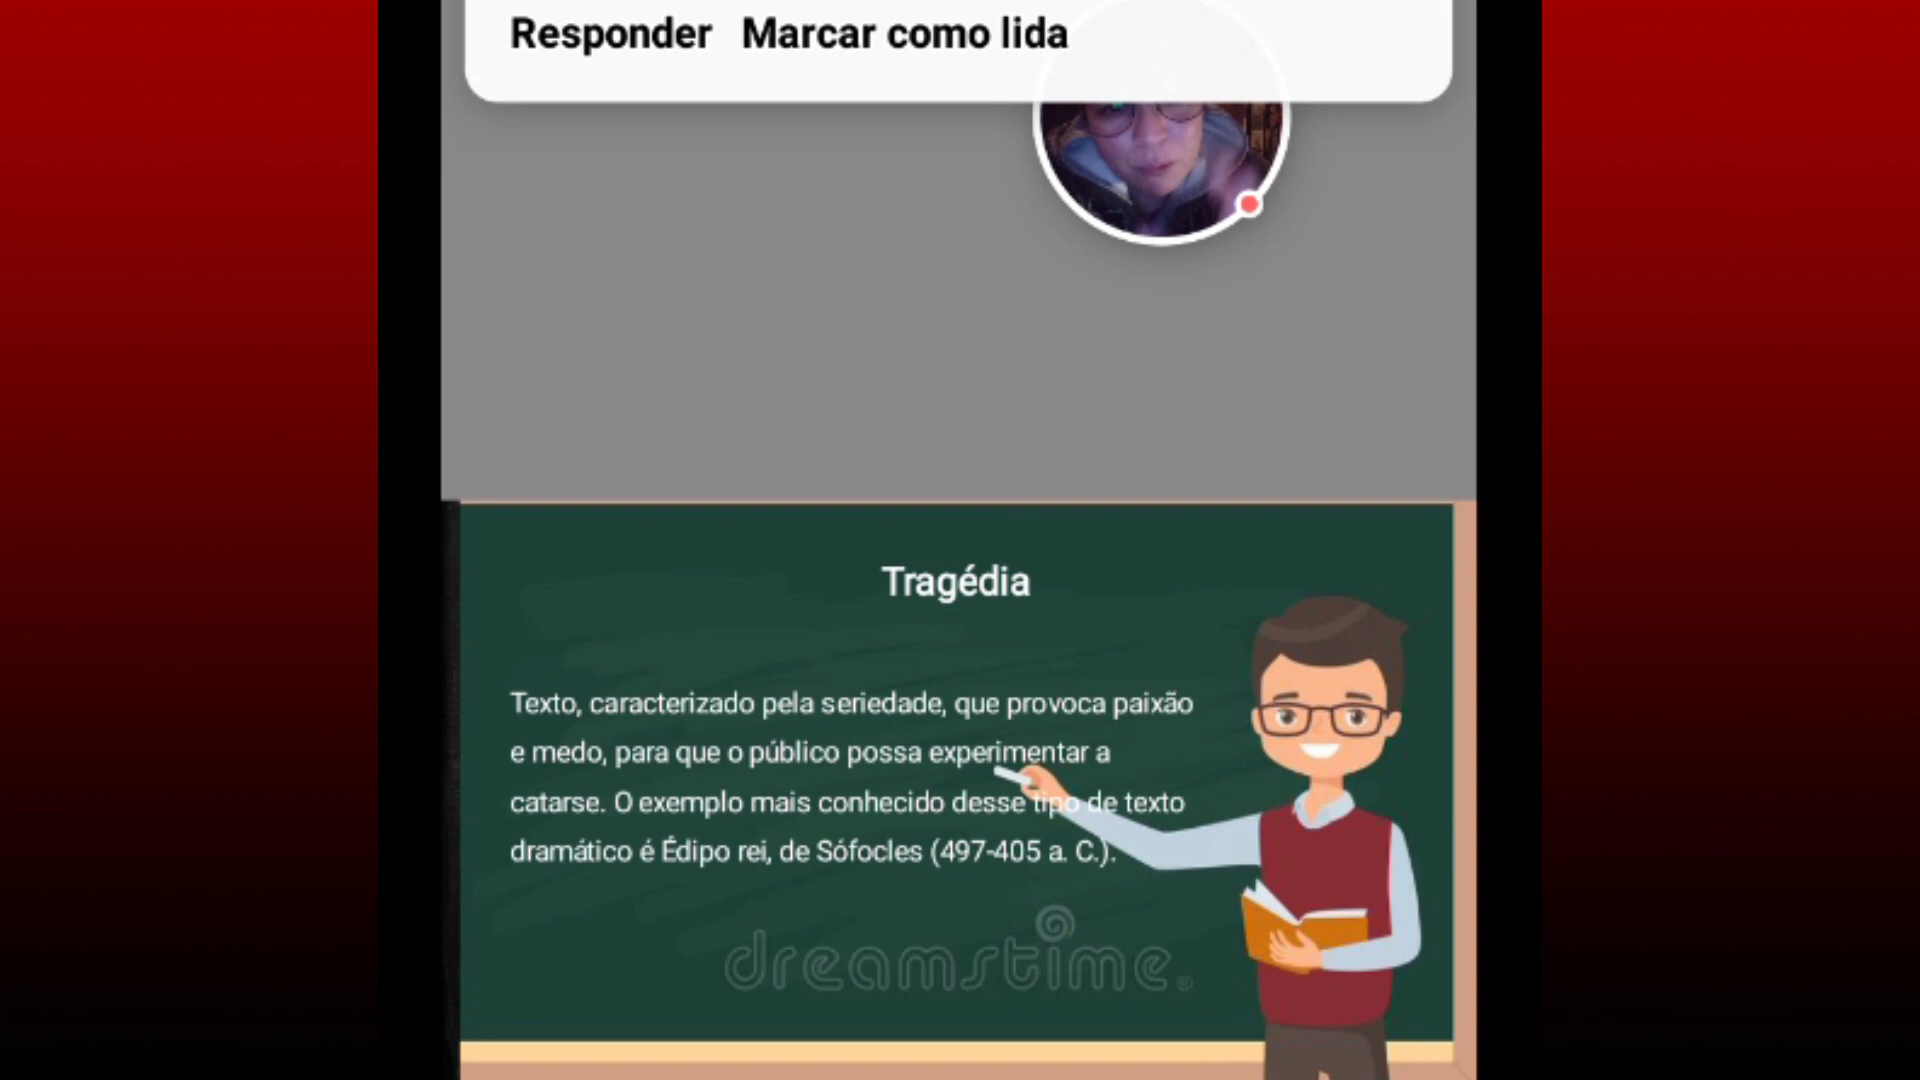 Responder Marcar como lida
Tragédia
Texto, caracterizado pela seriedade, que provoca paixão
e medo, para que o público possa experimentar a
catarse. O exemplo mais conhecido desse tipo de texto
dramático é Édipo rei, de Sófocles (497-405 a. C.).
dreamstime®